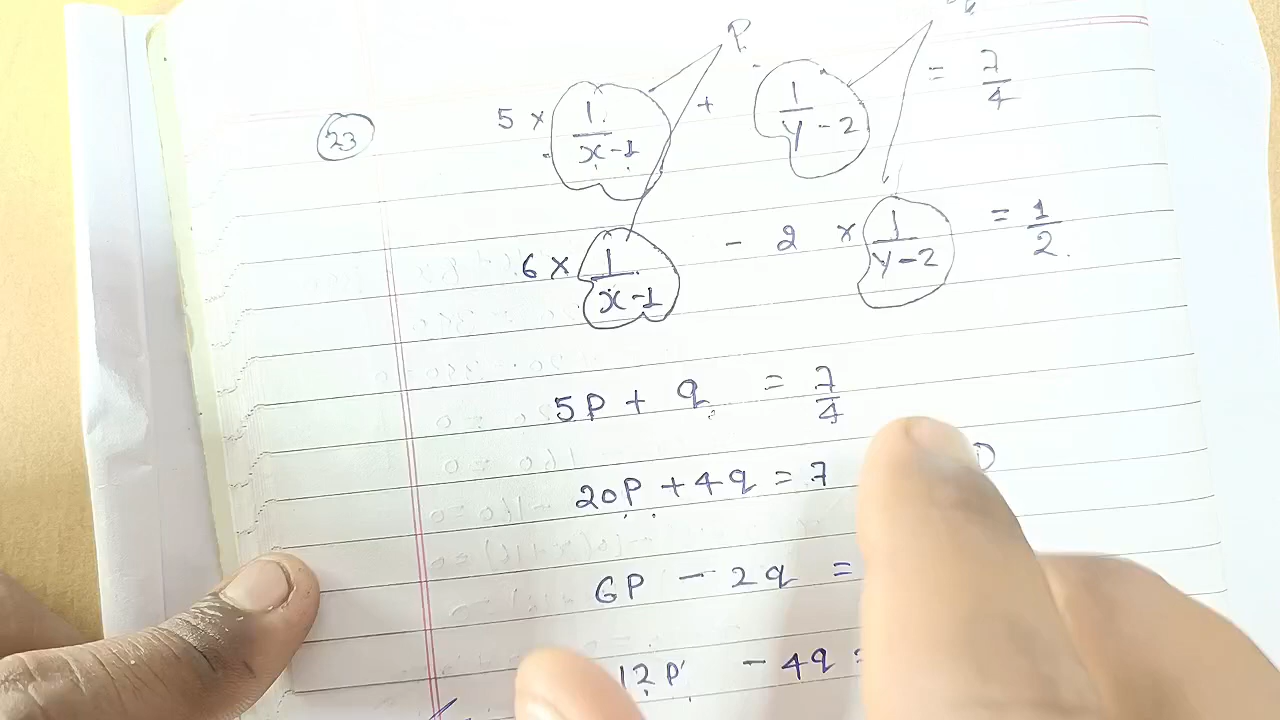 P
(23) 5 × 1/(x-1) + 1/(y-2) = 7/4
6 × 1/(x-1) - 2 × 1/(y-2) = 1/2.
5P + q = 7/4
20P + 4q = 7
6P - 2q =
12P - 4q =